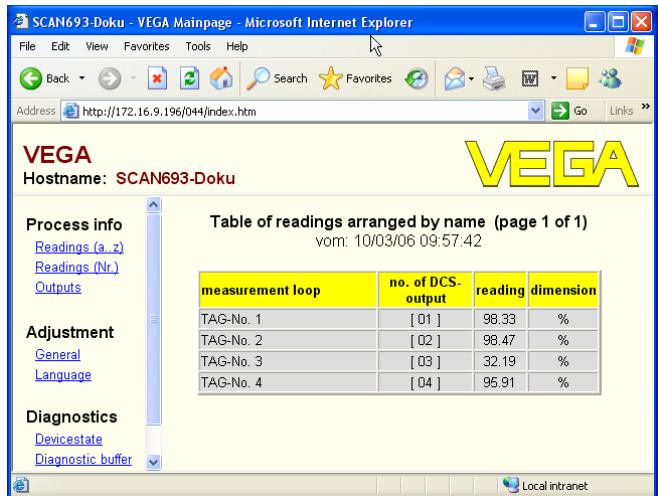 SCAN693-Doku - VEGA Mainpage - Microsoft Internet Explorer
File Edit View Favorites Tools Help
Back Search Favorites
Address http://172.16.9.196/044/index.htm Go Links »
VEGA
Hostname: SCAN693-Doku
VEGA
Process info
Readings (a..z)
Readings (Nr.)
Outputs
Adjustment
General
Language
Diagnostics
Devicestate
Diagnostic buffer
Table of readings arranged by name (page 1 of 1)
vom: 10/03/06 09:57:42
measurement loop no. of DCS-output reading dimension
TAG-No. 1 [ 01 ] 98.33 %
TAG-No. 2 [ 02 ] 98.47 %
TAG-No. 3 [ 03 ] 32.19 %
TAG-No. 4 [ 04 ] 95.91 %
Local intranet